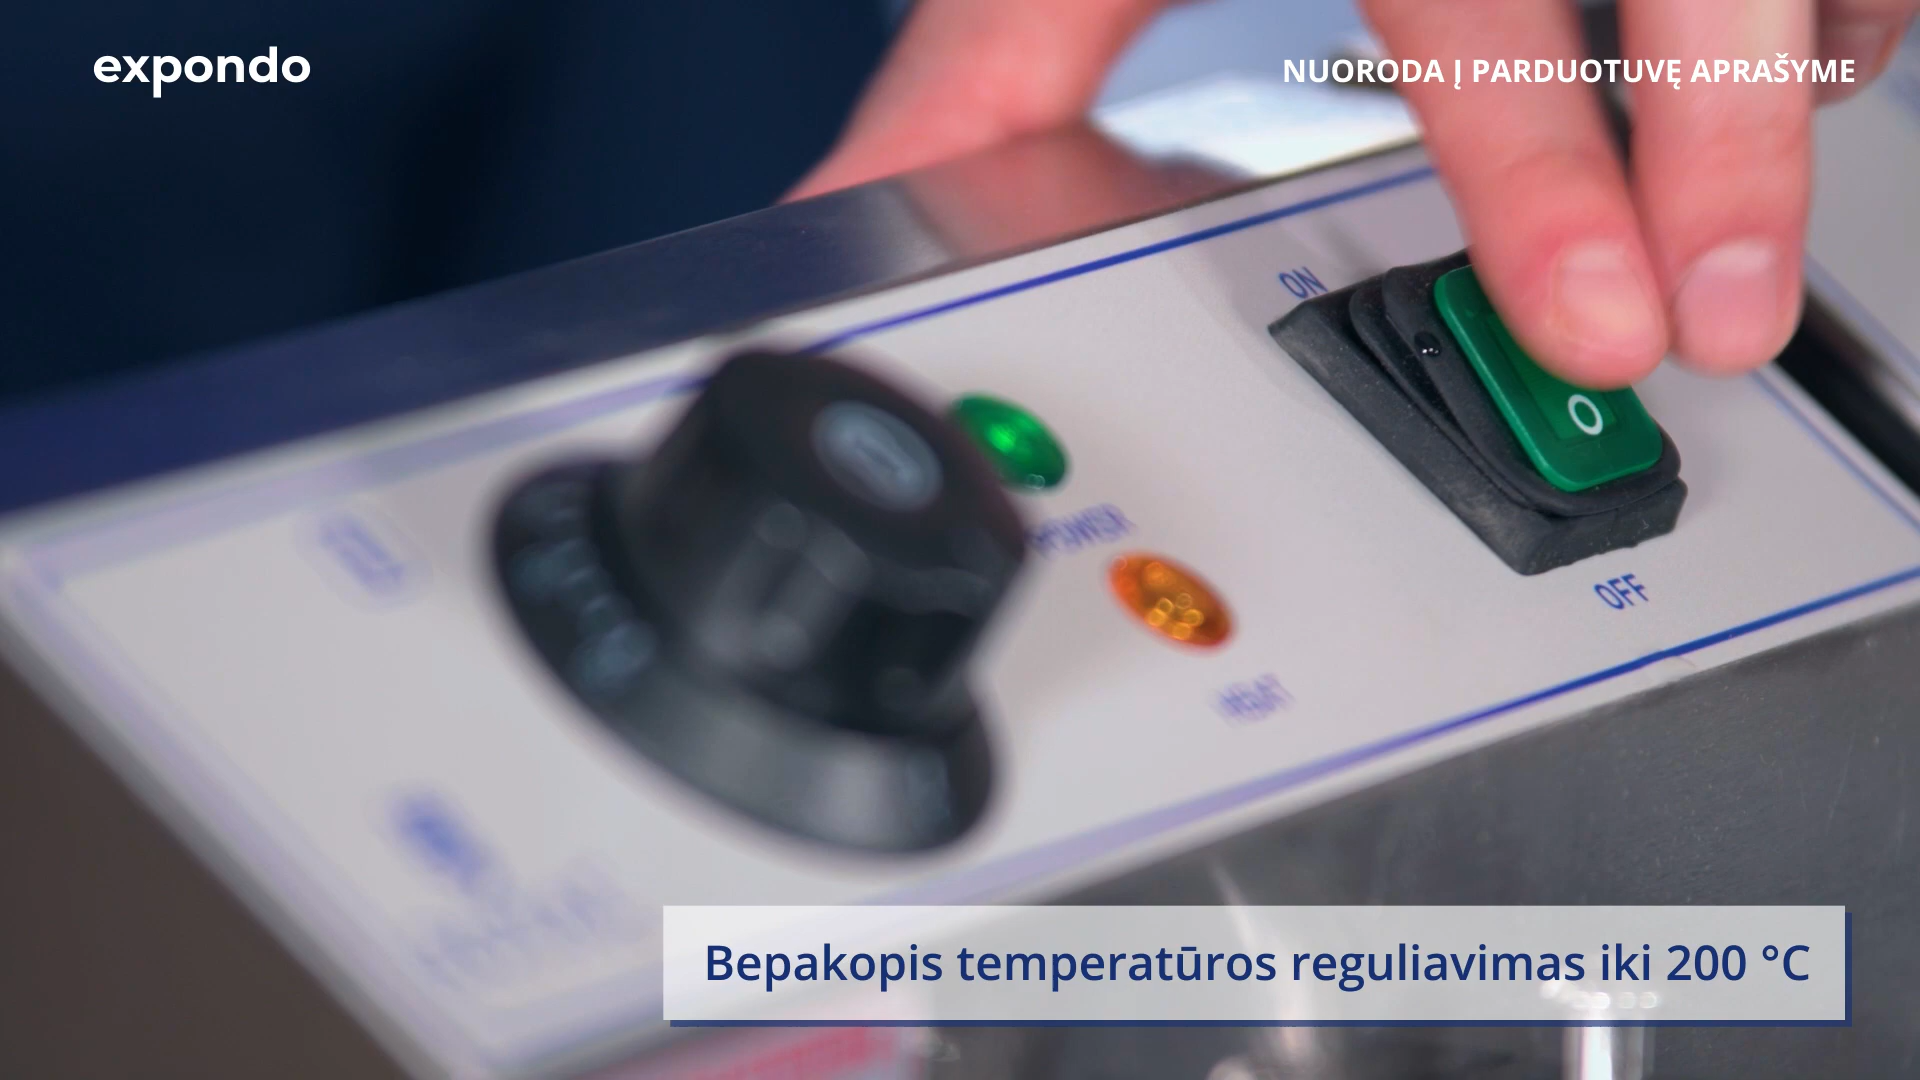 expondo
NUORODA Į PARDUOTUVĘ APRAŠYME
ON
O
POWER
HEAT
OFF
Bepakopis temperatūros reguliavimas iki 200 °C